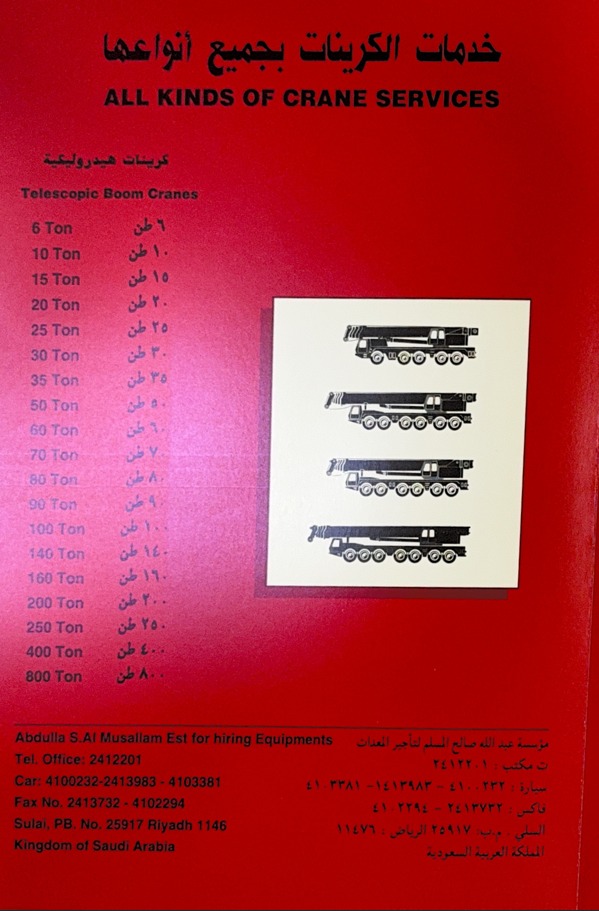 خدمات الكرينات بجميع أنواعها
ALL KINDS OF CRANE SERVICES
كرينات هيدروليكية
Telescopic Boom Cranes
6 Ton ٦ طن
10 Ton ١٠ طن
15 Ton ١٥ طن
20 Ton ٢٠ طن
25 Ton ٢٥ طن
30 Ton ٣٠ طن
35 Ton ٣٥ طن
50 Ton ٥٠ طن
60 Ton ٦٠ طن
70 Ton ٧٠ طن
80 Ton ٨٠ طن
90 Ton ٩٠ طن
100 Ton ١٠٠ طن
140 Ton ١٤٠ طن
160 Ton ١٦٠ طن
200 Ton ٢٠٠ طن
250 Ton ٢٥٠ طن
400 Ton ٤٠٠ طن
800 Ton ٨٠٠ طن
Abdulla S.Al Musallam Est for hiring Equipments
Tel. Office: 2412201
Car: 4100232-2413983 - 4103381
Fax No. 2413732 - 4102294
Sulai, PB. No. 25917 Riyadh 1146
Kingdom of Saudi Arabia
مؤسسة عبد الله صالح المسلم لتأجير المعدات
ت مكتب : ٢٤١٢٢٠١
سيارة : ٤١٠٠٢٣٢ - ١٤١٣٩٨٣ - ٤١٠٣٣٨١
فاكس : ٢٤١٣٧٣٢ - ٤١٠٢٢٩٤
السلي . م.ب: ٢٥٩١٧ الرياض : ١١٤٧٦
المملكة العربية السعودية